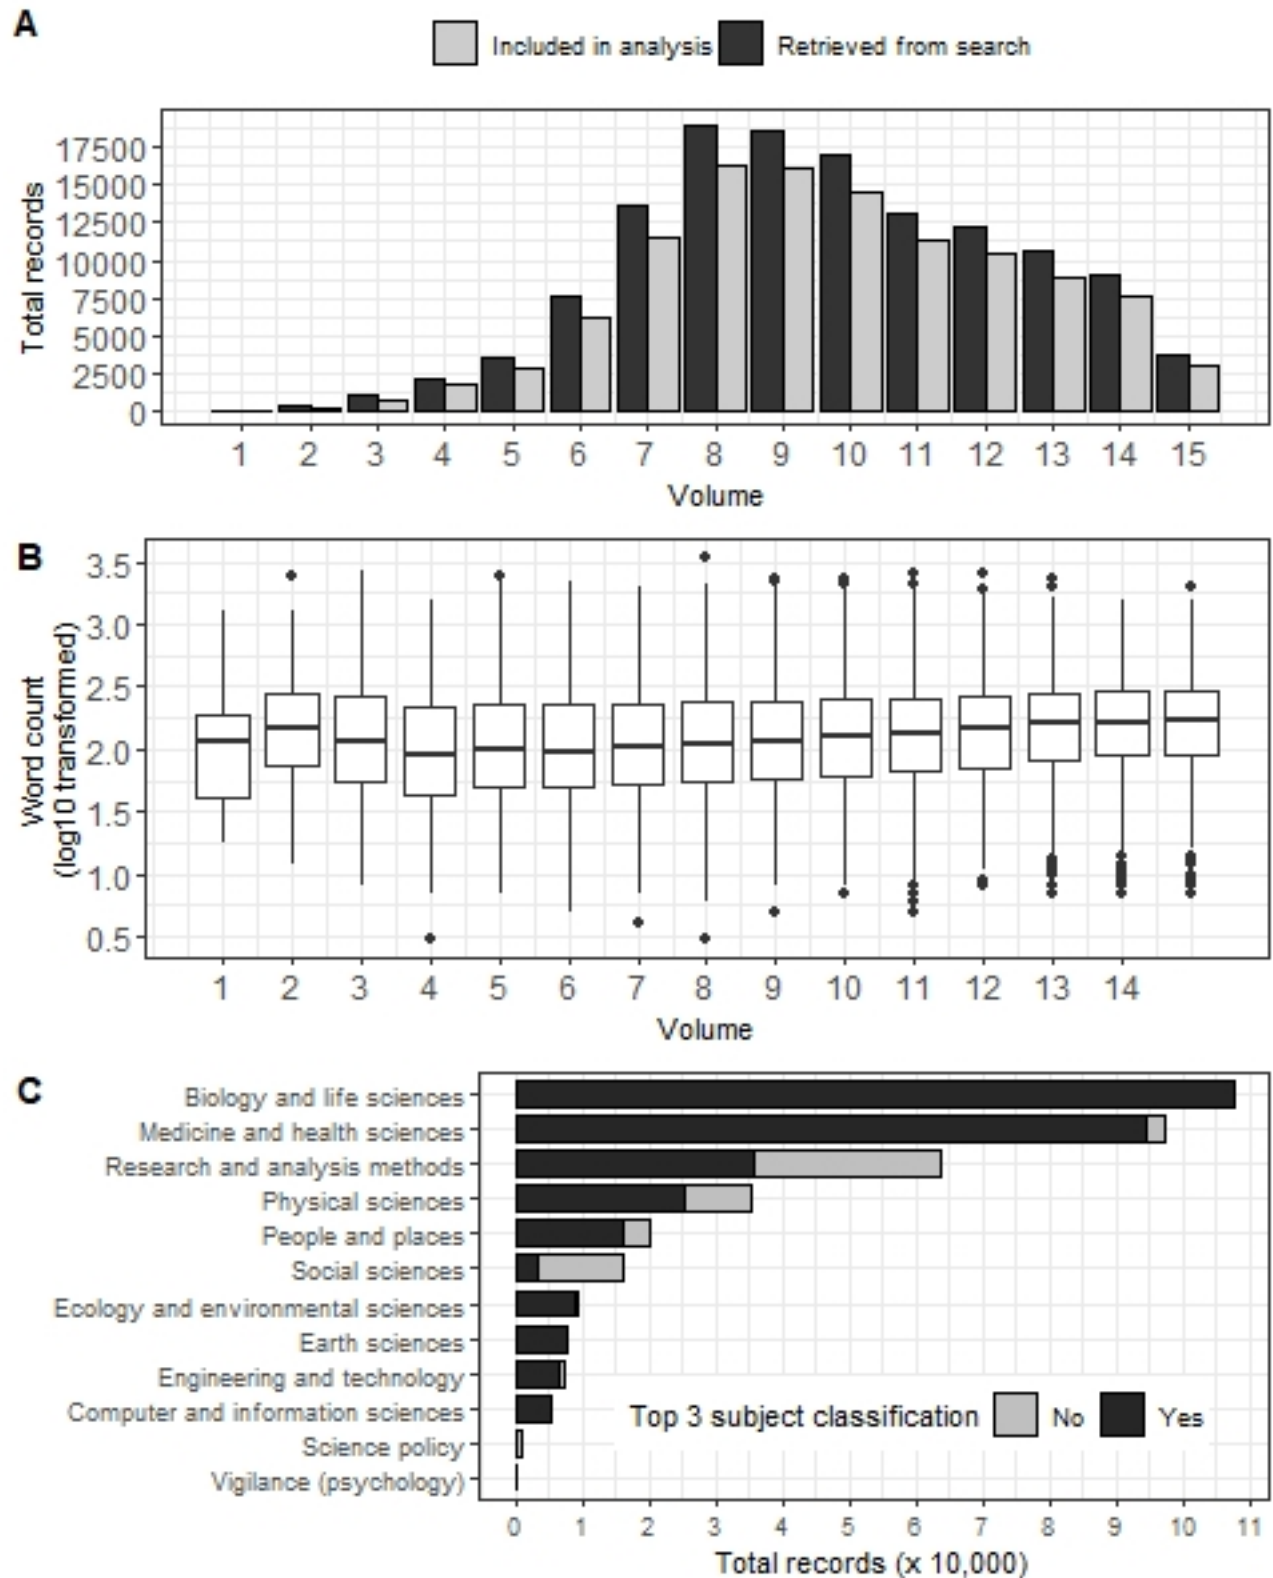 A
Included in analysis Retrieved from search
Total records
17500
15000
12500
10000
7500
5000
2500
0
1 2 3 4 5 6 7 8 9 10 11 12 13 14 15
Volume
B
Word count
(log10 transformed)
3.5
3.0
2.5
2.0
1.5
1.0
0.5
1 2 3 4 5 6 7 8 9 10 11 12 13 14
Volume
C
Biology and life sciences
Medicine and health sciences
Research and analysis methods
Physical sciences
People and places
Social sciences
Ecology and environmental sciences
Earth sciences
Engineering and technology
Computer and information sciences
Science policy
Vigilance (psychology)
Top 3 subject classification No Yes
0 1 2 3 4 5 6 7 8 9 10 11
Total records (x 10,000)